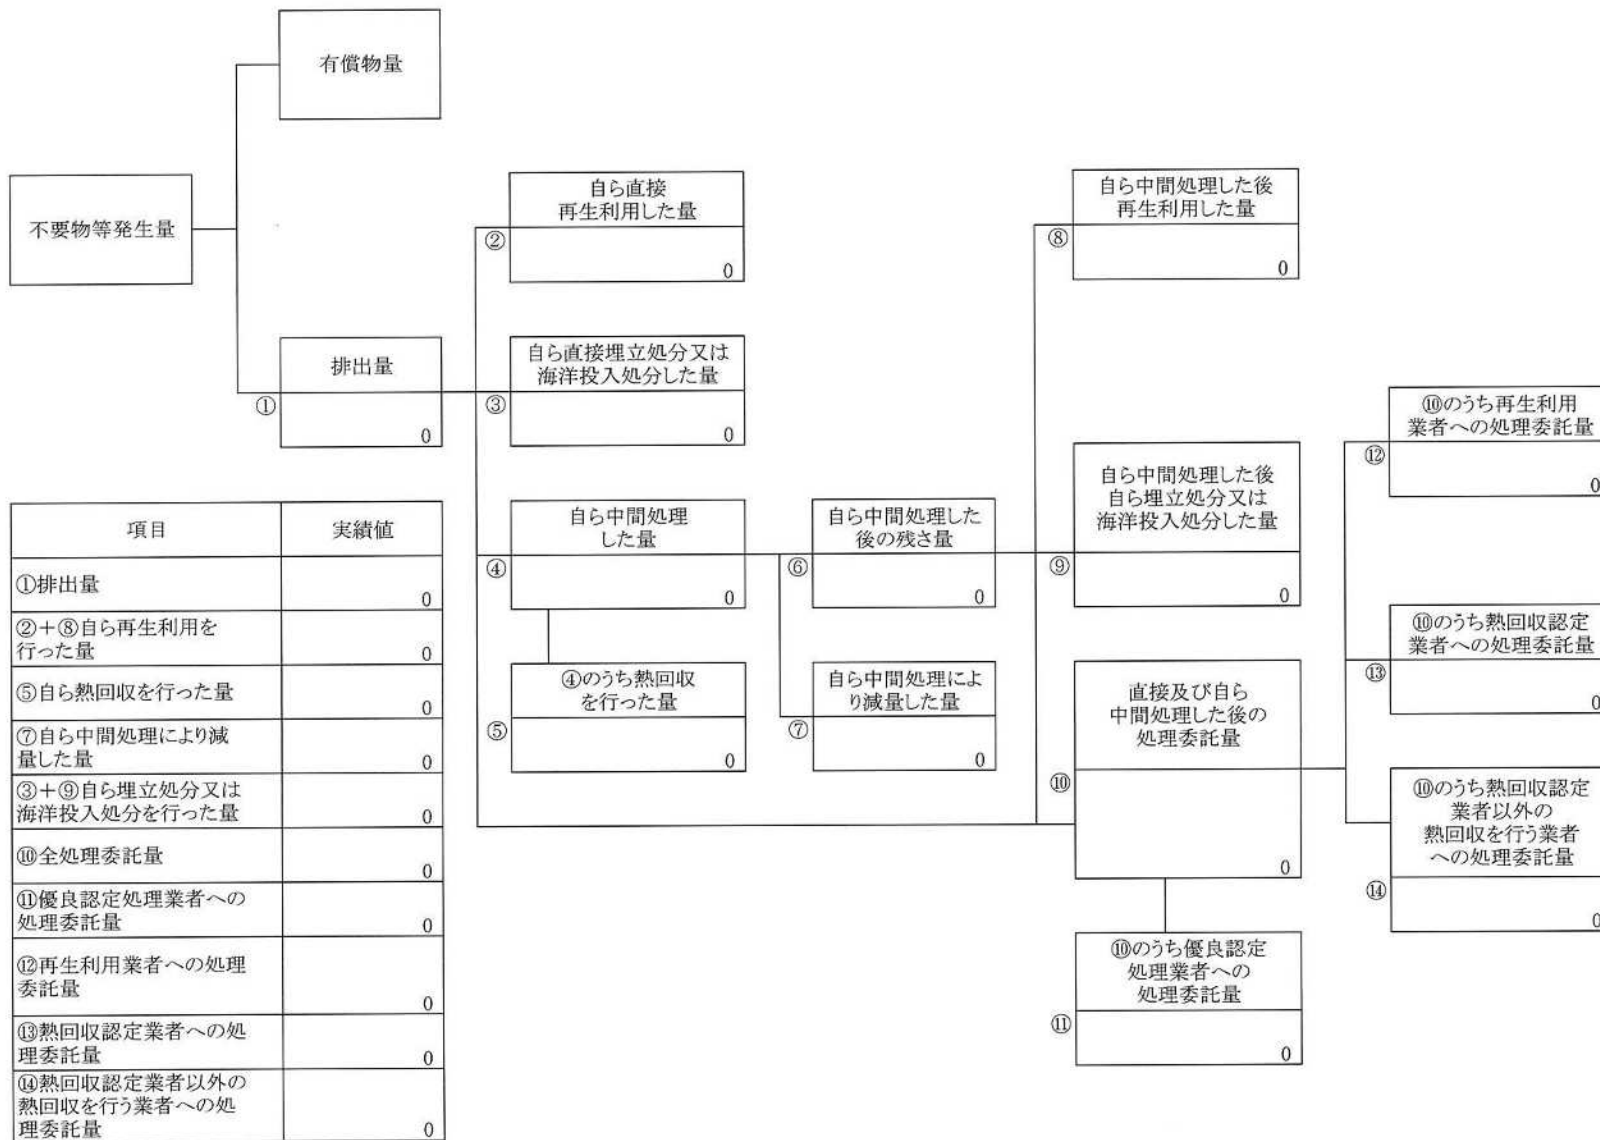 有償物量
不要物等発生量
排出量
①
0
自ら直接
再生利用した量
②
0
自ら直接埋立処分又は
海洋投入処分した量
③
0
自ら中間処理
した量
④
0
④のうち熱回収
を行った量
⑤
0
自ら中間処理した
後の残さ量
⑥
0
自ら中間処理によ
り減量した量
⑦
0
自ら中間処理した後
再生利用した量
⑧
0
自ら中間処理した後
自ら埋立処分又は
海洋投入処分した量
⑨
0
直接及び自ら
中間処理した後の
処理委託量
⑩
0
⑩のうち優良認定
処理業者への
処理委託量
⑪
0
⑩のうち再生利用
業者への処理委託量
⑫
0
⑩のうち熱回収認定
業者への処理委託量
⑬
0
⑩のうち熱回収認定
業者以外の
熱回収を行う業者
への処理委託量
⑭
0
項目 実績値
①排出量
0
②+⑧自ら再生利用を
行った量 0
⑤自ら熱回収を行った量
0
⑦自ら中間処理により減
量した量 0
③+⑨自ら埋立処分又は
海洋投入処分を行った量 0
⑩全処理委託量
0
⑪優良認定処理業者への
処理委託量 0
⑫再生利用業者への処理
委託量 0
⑬熱回収認定業者への処
理委託量 0
⑭熱回収認定業者以外の
熱回収を行う業者への処
理委託量 0